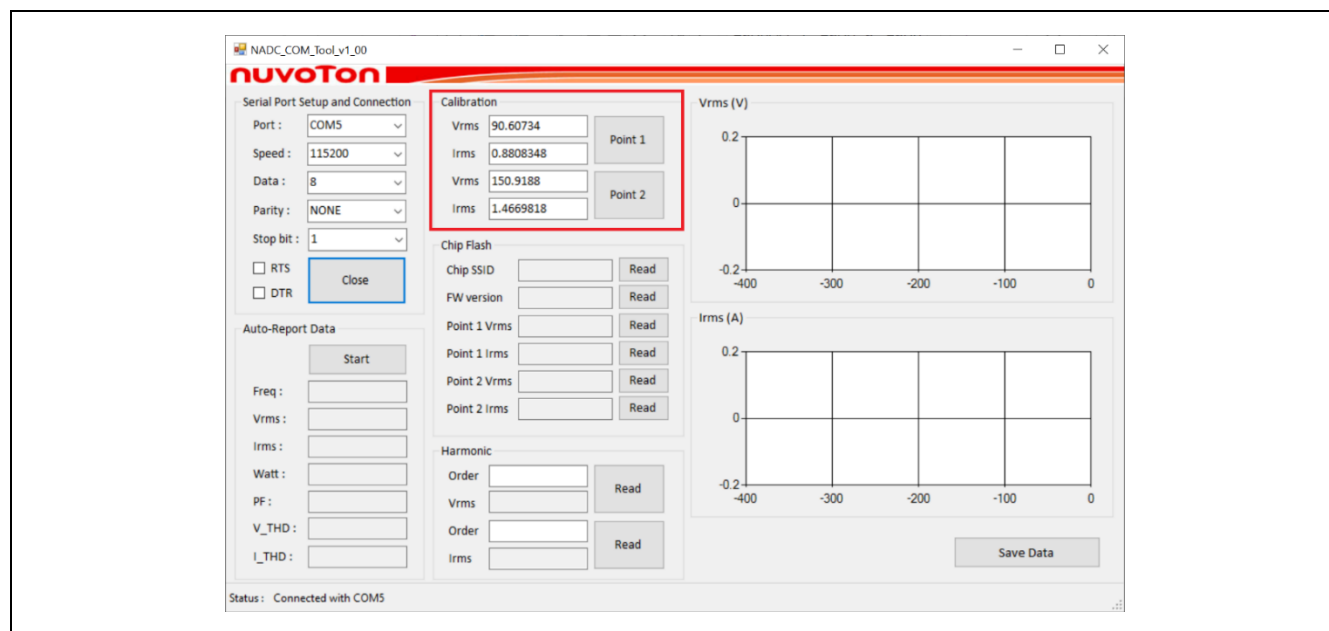 NADC_COM_Tool_v1_00
nuvoTon
Serial Port Setup and Connection
Port :
COM5
Speed :
115200
Data :
8
Parity :
NONE
Stop bit :
1
RTS
DTR
Close
Auto-Report Data
Start
Freq :
Vrms :
Irms :
Watt :
PF :
V_THD :
I_THD :
Calibration
Vrms 90.60734
Irms 0.8808348
Point 1
Vrms 150.9188
Irms 1.4669818
Point 2
Chip Flash
Chip SSID Read
FW version Read
Point 1 Vrms Read
Point 1 Irms Read
Point 2 Vrms Read
Point 2 Irms Read
Harmonic
Order
Vrms
Read
Order
Irms
Read
Vrms (V)
0.2
0
-0.2
-400 -300 -200 -100 0
Irms (A)
0.2
0
-0.2
-400 -300 -200 -100 0
Save Data
Status : Connected with COM5